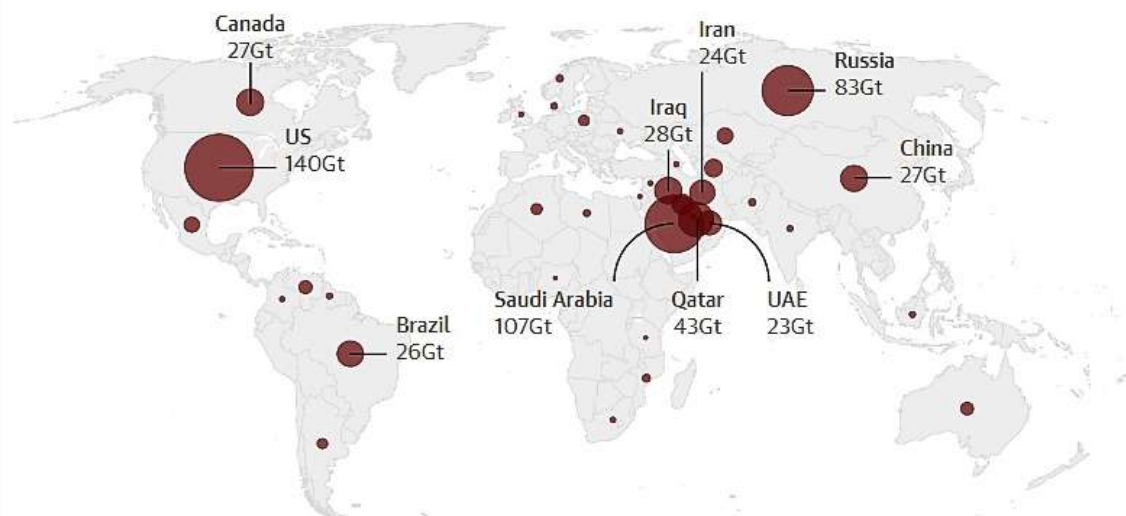 Canada
27Gt
US
140Gt
Brazil
26Gt
Iran
24Gt
Iraq
28Gt
Russia
83Gt
China
27Gt
Saudi Arabia
107Gt
Qatar
43Gt
UAE
23Gt